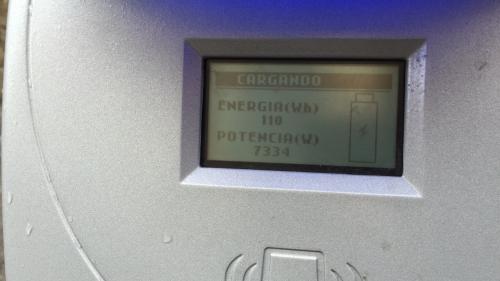 CARGANDO
ENERGIA(Wh)
110
POTENCIA(W)
7334